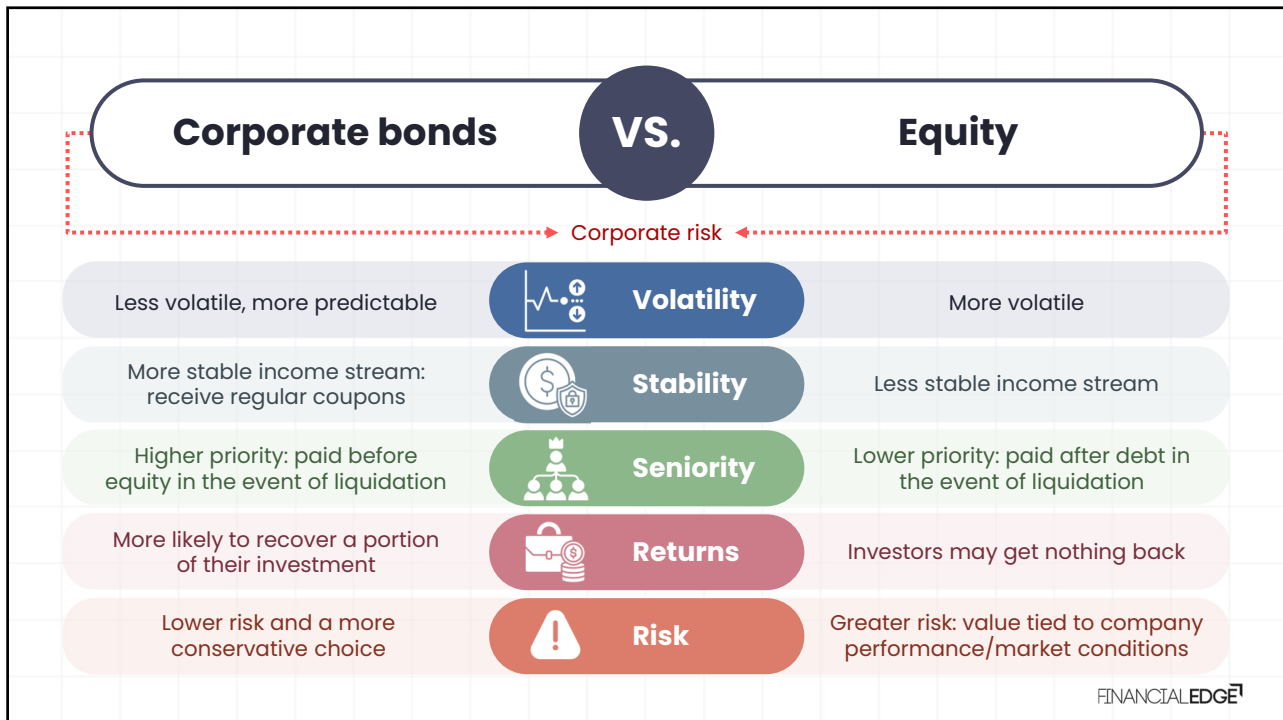 Corporate bonds
VS.
Equity
Corporate risk
Less volatile, more predictable
Volatility
More volatile
More stable income stream:
receive regular coupons
Stability
Less stable income stream
Higher priority: paid before
equity in the event of liquidation
Seniority
Lower priority: paid after debt in
the event of liquidation
More likely to recover a portion
of their investment
Returns
Investors may get nothing back
Lower risk and a more
conservative choice
Risk
Greater risk: value tied to company
performance/market conditions
FINANCIALEDGE